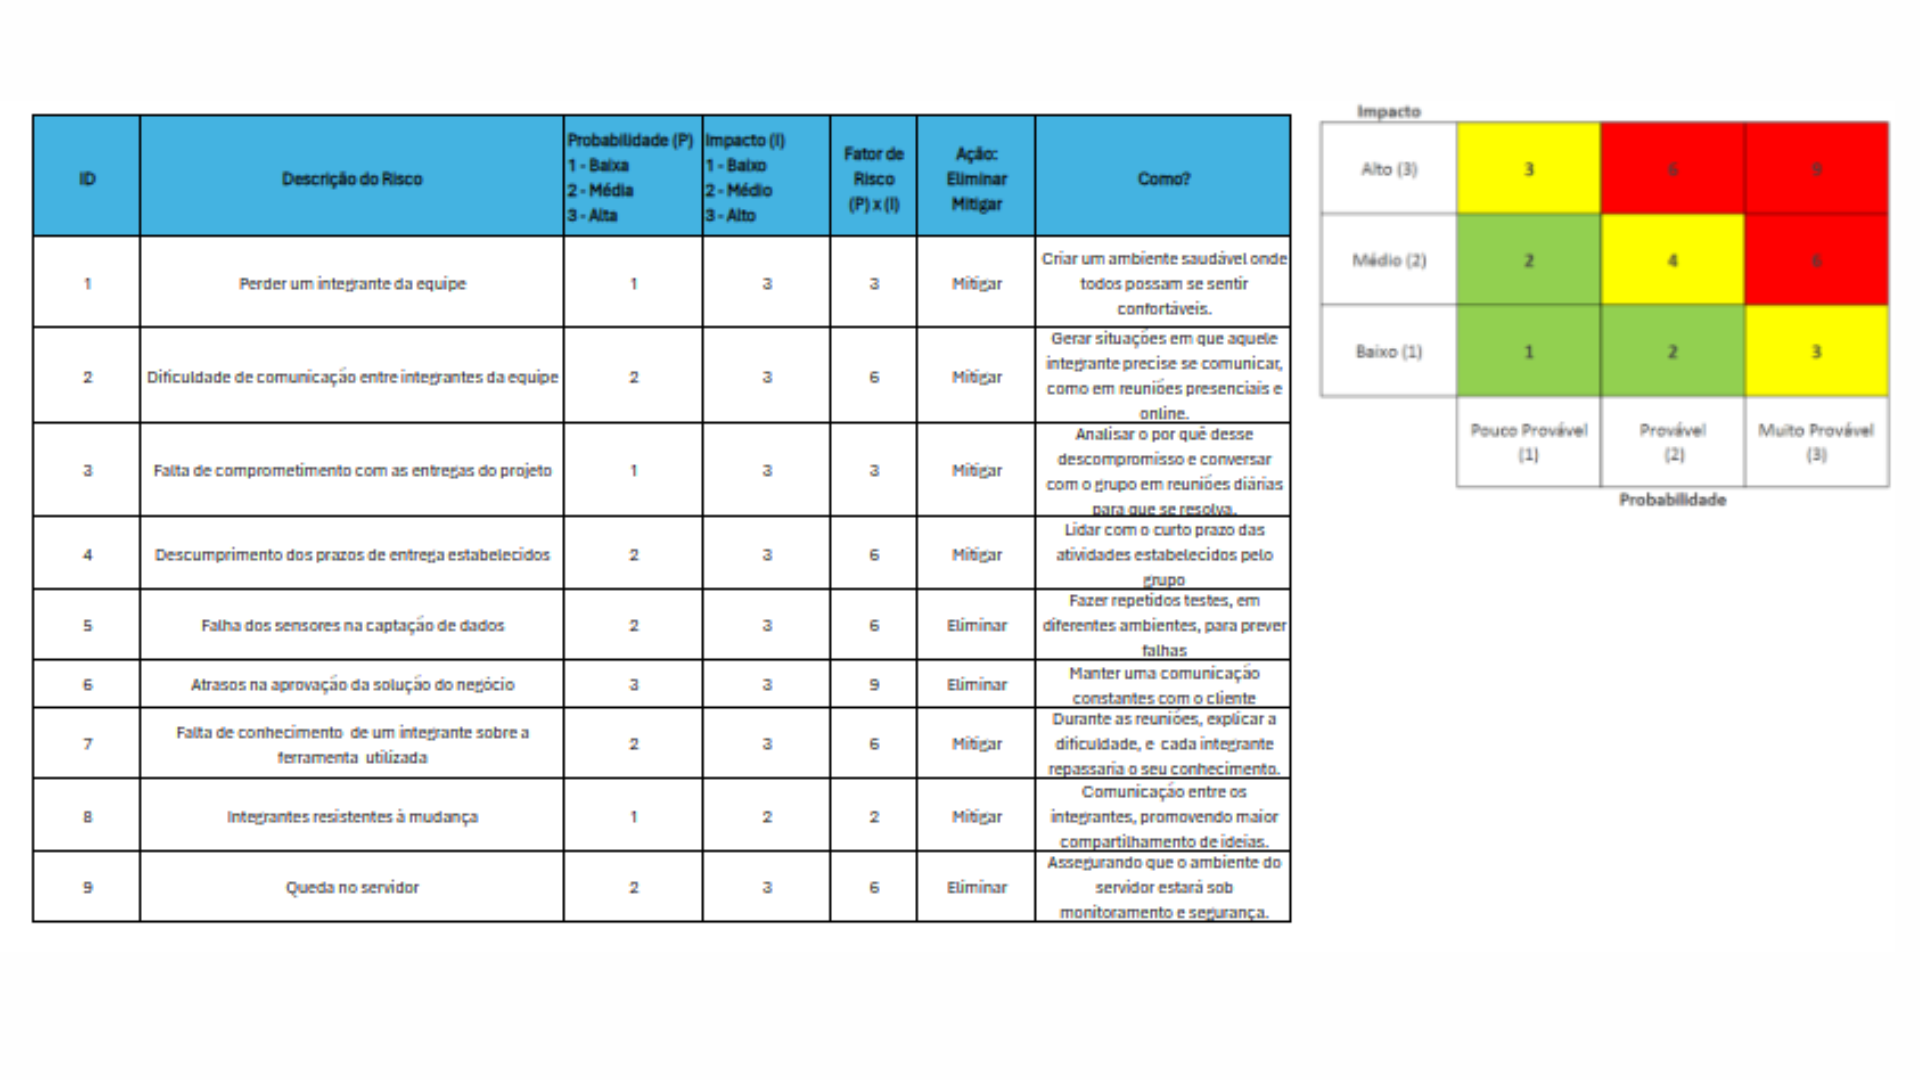 ID
Descrição do Risco
Probabilidade (P)
1 - Baixa
2 - Média
3 - Alta
Impacto (I)
1 - Baixo
2 - Médio
3 - Alto
Fator de
Risco
(P) x (I)
Ação:
Eliminar
Mitigar
Como?
1
Perder um integrante da equipe
1
3
3
Mitigar
Criar um ambiente saudável onde
todos possam se sentir
confortáveis.
2
Dificuldade de comunicação entre integrantes da equipe
2
3
6
Mitigar
Gerar situações em que aquele
integrante precise se comunicar,
como em reuniões presenciais e
online.
3
Falta de comprometimento com as entregas do projeto
1
3
3
Mitigar
Analisar o por quê desse
descompromisso e conversar
com o grupo em reuniões diárias
para que se resolva.
4
Descumprimento dos prazos de entrega estabelecidos
2
3
6
Mitigar
Lidar com o curto prazo das
atividades estabelecidos pelo
grupo
5
Falha dos sensores na captação de dados
2
3
6
Eliminar
Fazer repetidos testes, em
diferentes ambientes, para prever
falhas
6
Atrasos na aprovação da solução do negócio
3
3
9
Eliminar
Manter uma comunicação
constantes com o cliente
7
Falta de conhecimento de um integrante sobre a
ferramenta utilizada
2
3
6
Mitigar
Durante as reuniões, explicar a
dificuldade, e cada integrante
repassaria o seu conhecimento.
8
Integrantes resistentes à mudança
1
2
2
Mitigar
Comunicação entre os
integrantes, promovendo maior
compartilhamento de ideias.
9
Queda no servidor
2
3
6
Eliminar
Assegurando que o ambiente do
servidor estará sob
monitoramento e segurança.
Impacto
Alto (3)
3
6
9
Médio (2)
2
4
6
Baixo (1)
1
2
3
Pouco Provável
(1)
Provável
(2)
Muito Provável
(3)
Probabilidade